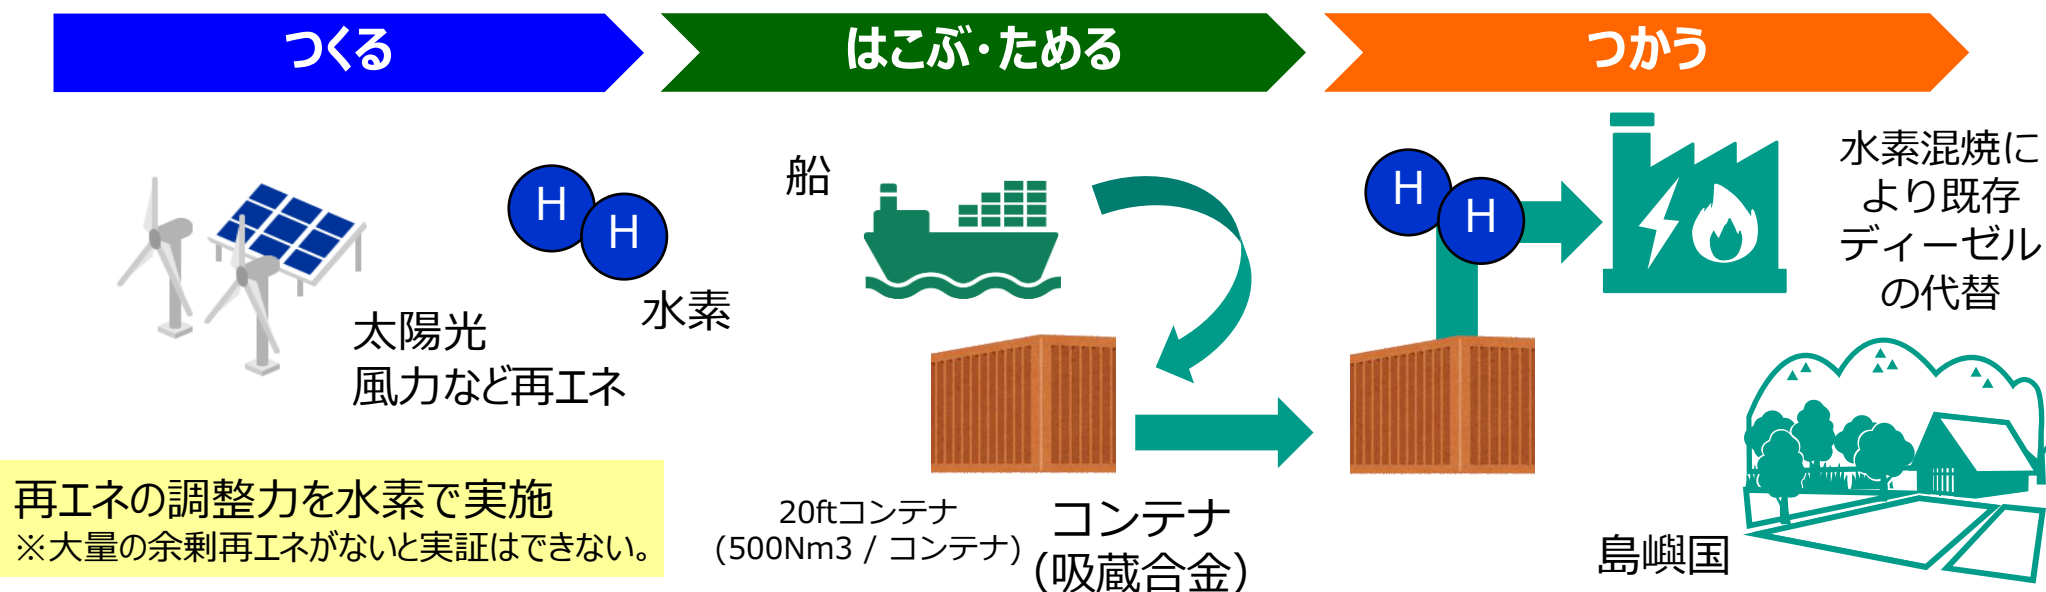 つくる
はこぶ・ためる
つかう
H
H
水素
太陽光
風力など再エネ
再エネの調整力を水素で実施
※大量の余剰再エネがないと実証はできない。
船
20ftコンテナ
(500Nm3 / コンテナ)
コンテナ
(吸蔵合金)
H
H
水素混焼に
より既存
ディーゼル
の代替
島嶼国